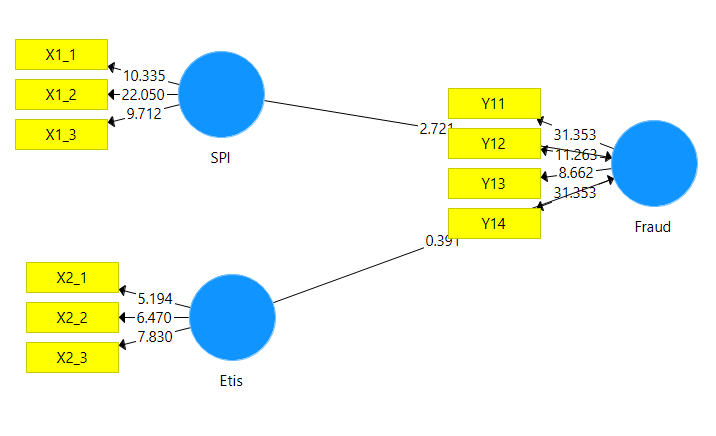 X1_1
10.335
X1_2
22.050
X1_3
9.712
SPI
2.721
Y11
31.353
Y12
11.263
Y13
8.662
Y14
31.353
Fraud
0.391
X2_1
5.194
X2_2
6.470
X2_3
7.830
Etis